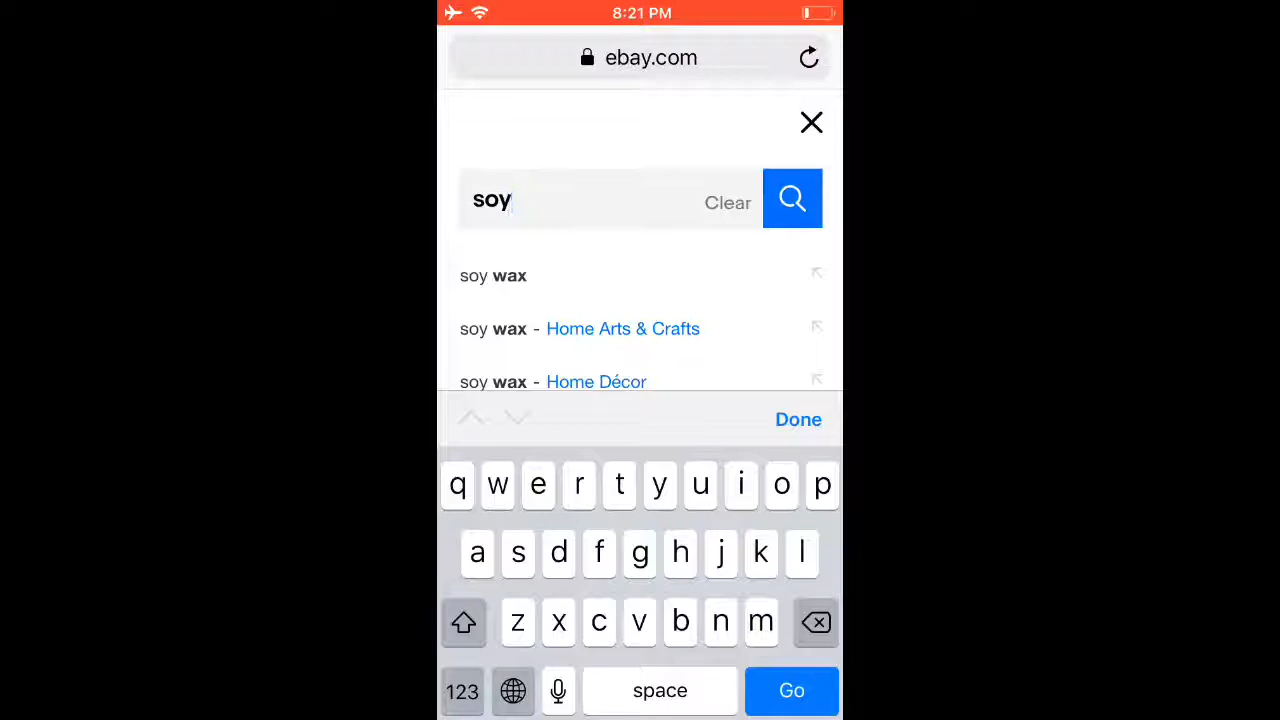 8:21 PM
ebay.com
soy Clear
soy wax
soy wax - Home Arts & Crafts
soy wax - Home Décor
Done
q w e r t y u i o p
a s d f g h j k l
z x c v b n m
123 space Go